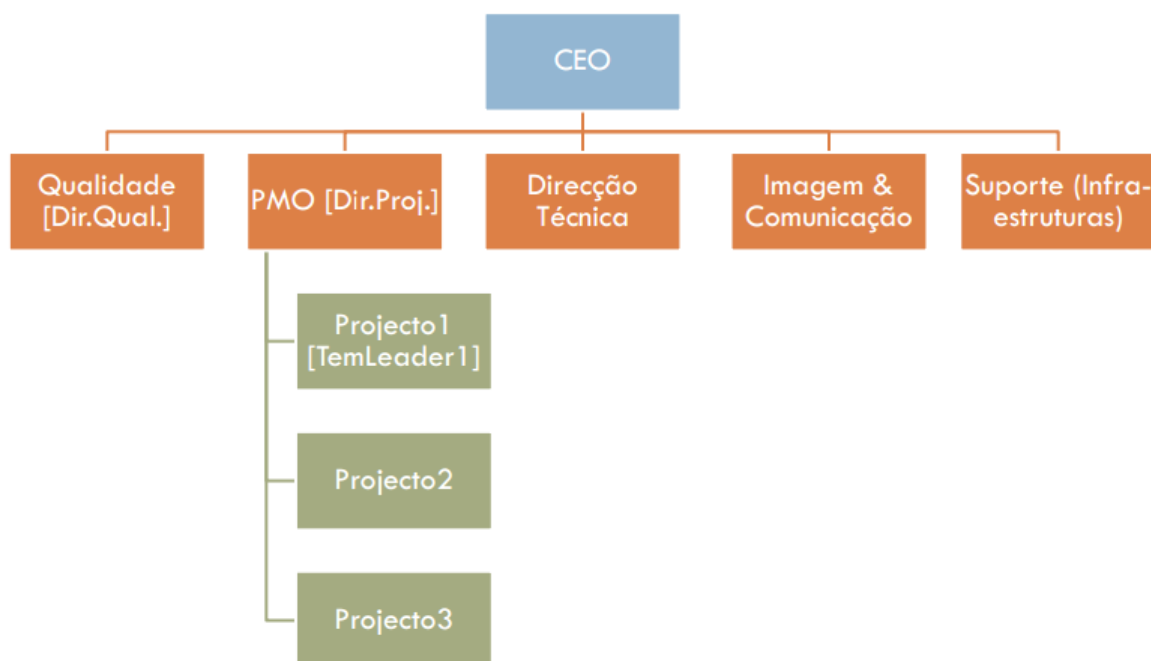 CEO
Qualidade
[Dir.Qual.]
PMO [Dir.Proj.]
Direcção
Técnica
Imagem &
Comunicação
Suporte (Infra-
estruturas)
Projecto1
[TemLeader1]
Projecto2
Projecto3